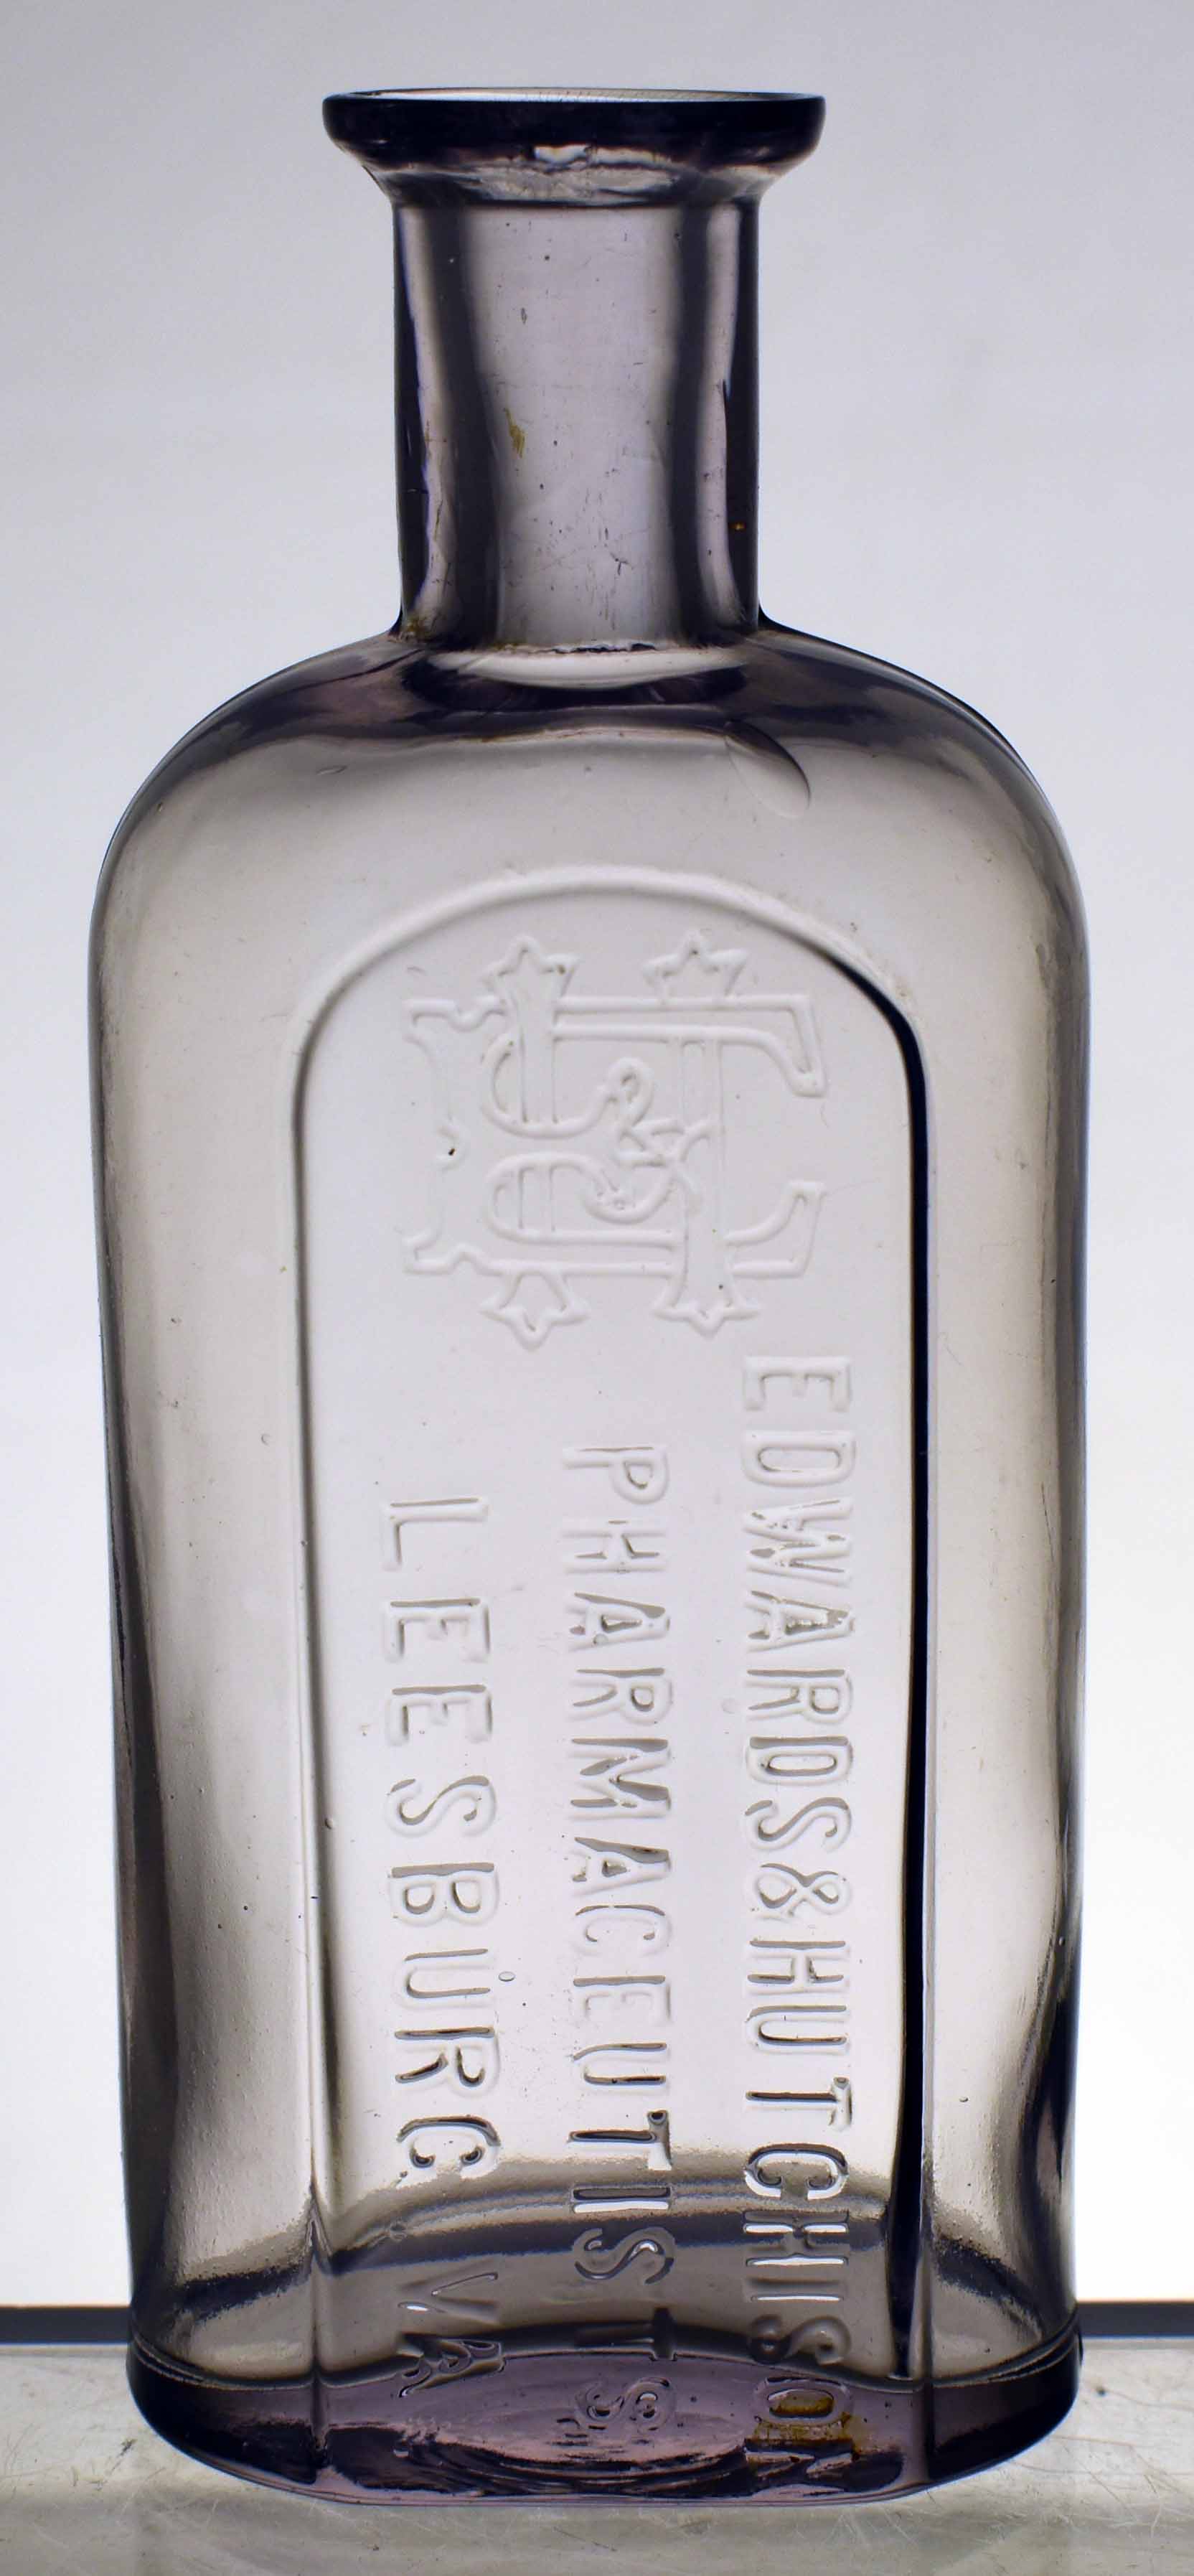 E&H
EDWARDS & HUTCHISON
PHARMACEUTISTS
LEESBURG VA.